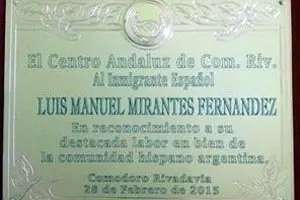 El Centro Andaluz de Com. Riv.
Al Inmigrante Español
LUIS MANUEL MIRANTES FERNANDEZ
En reconocimiento a su
destacada labor en bien de
la comunidad hispano argentina.
Comodoro Rivadavia
28 de Febrero de 2015